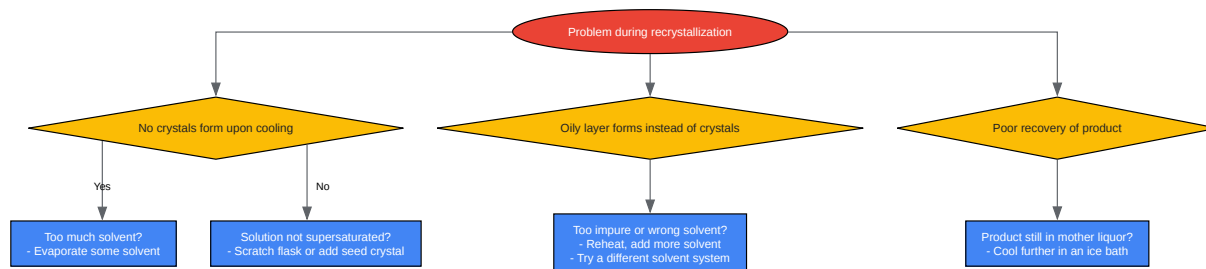 Problem during recrystallization
No crystals form upon cooling
Oily layer forms instead of crystals
Poor recovery of product
Yes
No
Too much solvent?
- Evaporate some solvent
Solution not supersaturated?
- Scratch flask or add seed crystal
Too impure or wrong solvent?
- Reheat, add more solvent
- Try a different solvent system
Product still in mother liquor?
- Cool further in an ice bath